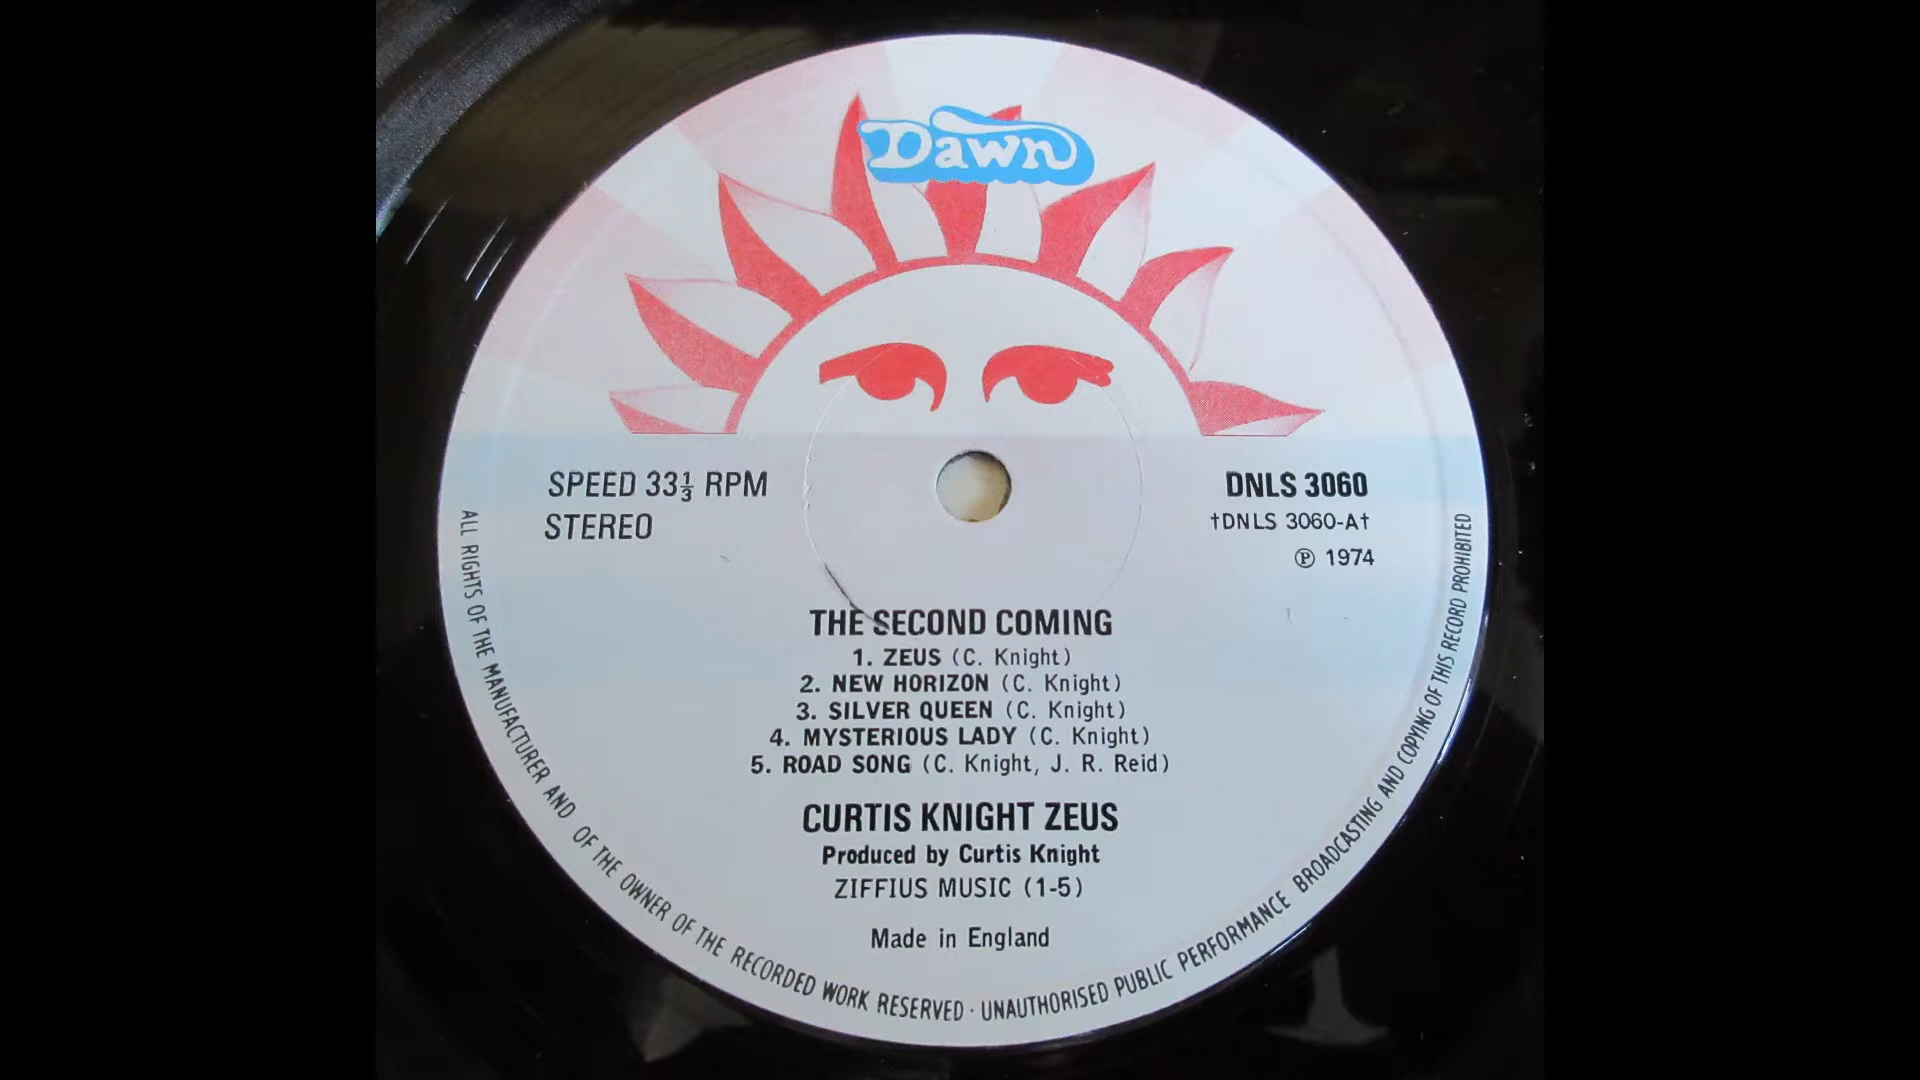 Dawn
SPEED 33⅓ RPM
STEREO
DNLS 3060
†DNLS 3060-A†
Ⓟ 1974
THE SECOND COMING
1. ZEUS (C. Knight)
2. NEW HORIZON (C. Knight)
3. SILVER QUEEN (C. Knight)
4. MYSTERIOUS LADY (C. Knight)
5. ROAD SONG (C. Knight, J. R. Reid)
CURTIS KNIGHT ZEUS
Produced by Curtis Knight
ZIFFIUS MUSIC (1-5)
Made in England
ALL RIGHTS OF THE MANUFACTURER AND OF THE OWNER OF THE RECORDED WORK RESERVED · UNAUTHORISED PUBLIC PERFORMANCE BROADCASTING AND COPYING OF THIS RECORD PROHIBITED